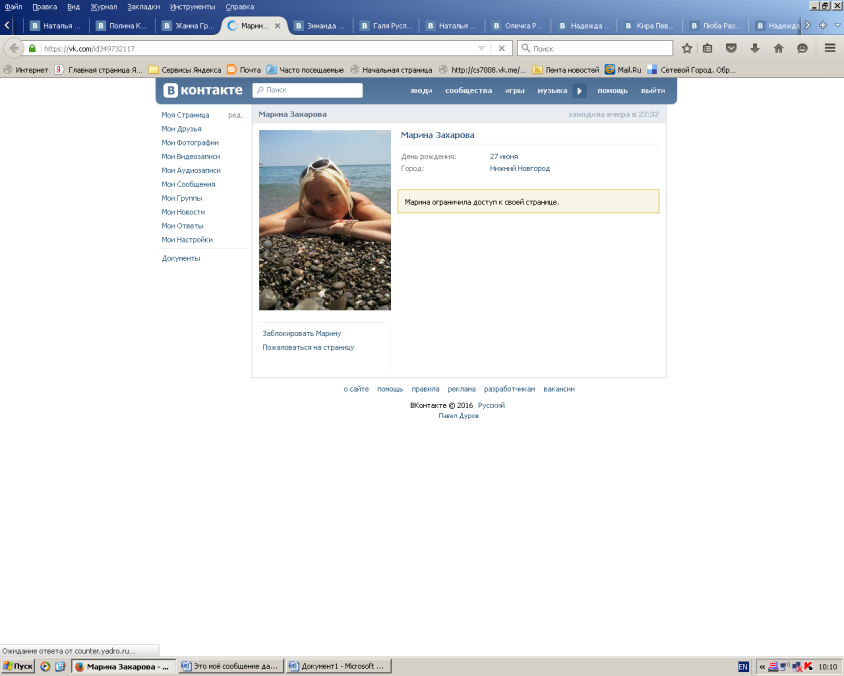 Файл Правка Вид Журнал Закладки Инструменты Справка
Наталья ... Полина К... Жанна Гр... Марин... Зинаида ... Галя Русл... Наталья ... Олечка Р... Надежда ... Кира Пев... Люба Рах... Надежда
https://vk.com/id349732117 Поиск
Интернет Главная страница Я... Сервисы Яндекса Почта Часто посещаемые Начальная страница http://cs7008.vk.me/... Лента новостей Mail.Ru Сетевой Город. Обр...
В контакте Поиск люди сообщества игры музыка помощь выйти
Моя Страница ред.
Мои Друзья
Мои Фотографии
Мои Видеозаписи
Мои Аудиозаписи
Мои Сообщения
Мои Группы
Мои Новости
Мои Ответы
Мои Настройки
Документы
Марина Захарова заходила вчера в 22:32
Марина Захарова
День рождения: 27 июня
Город: Нижний Новгород
Марина ограничила доступ к своей странице.
Заблокировать Марину
Пожаловаться на страницу
о сайте помощь правила реклама разработчикам вакансии
ВКонтакте © 2016 Русский
Павел Дуров
Ожидание ответа от counter.yadro.ru...
Пуск Марина Захарова - ... Это моё сообщение да... Документ1 - Microsoft ... EN 10:10